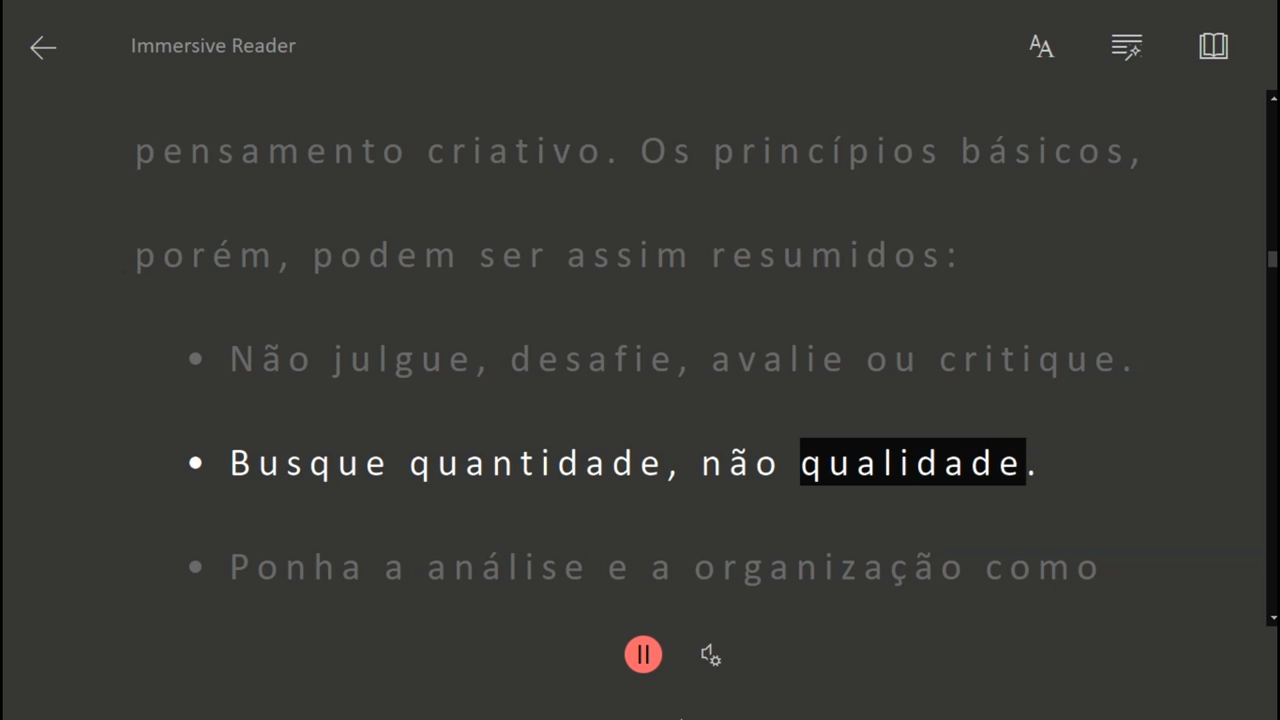 Immersive Reader
pensamento criativo. Os princípios básicos,
porém, podem ser assim resumidos:
• Não julgue, desafie, avalie ou critique.
• Busque quantidade, não qualidade.
• Ponha a análise e a organização como